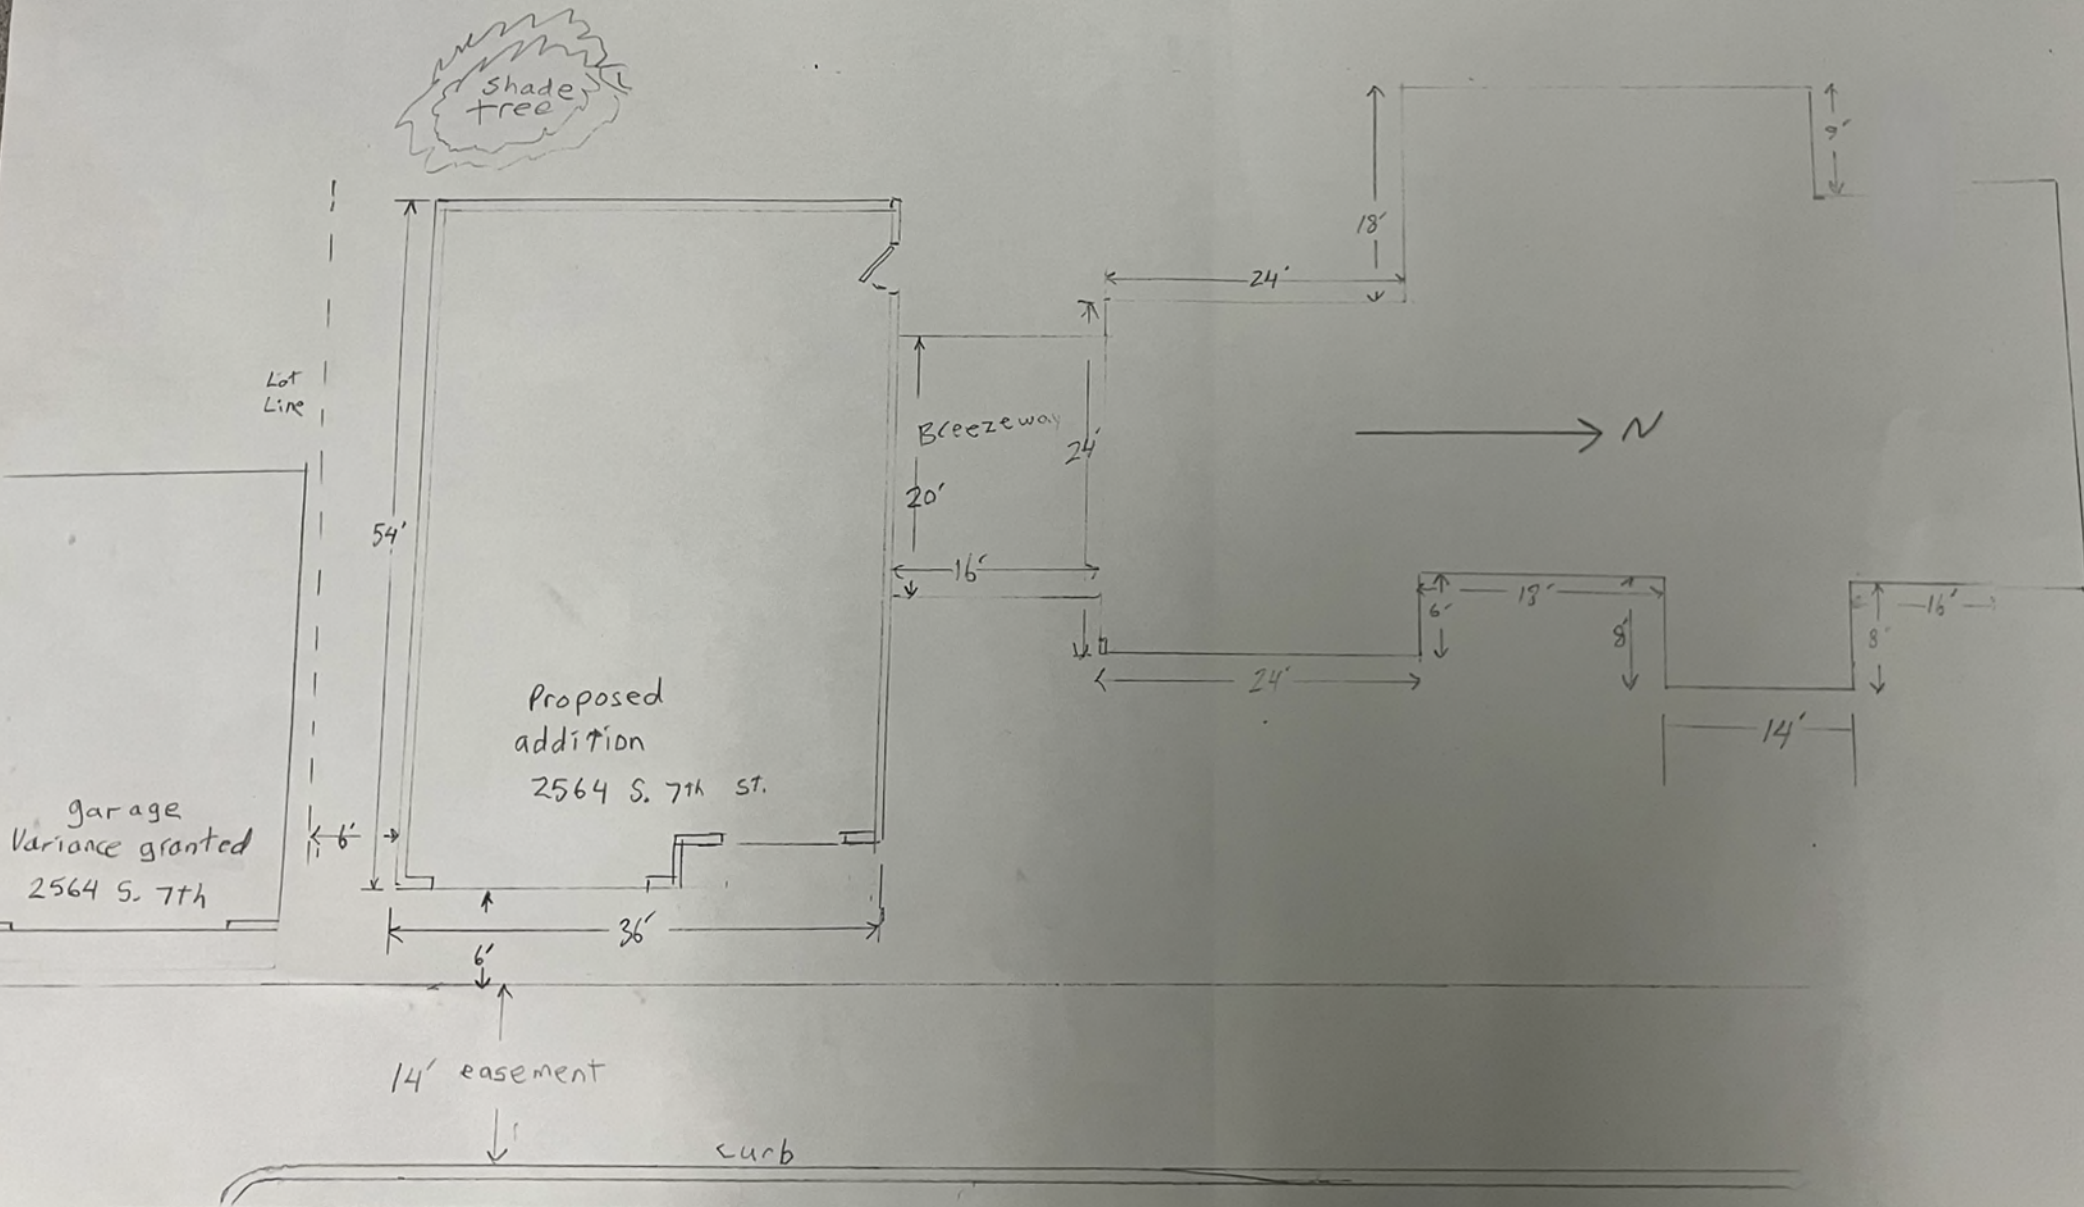 Shade
tree
9'
18'
24'
Lot
Line
Breezeway
24'
N
20'
54'
16'
6'
13'
8'
16'
8'
24'
14'
Proposed
addition
2564 S. 7th St.
garage
Variance granted
2564 S. 7th
6'
36'
6'
14' easement
curb